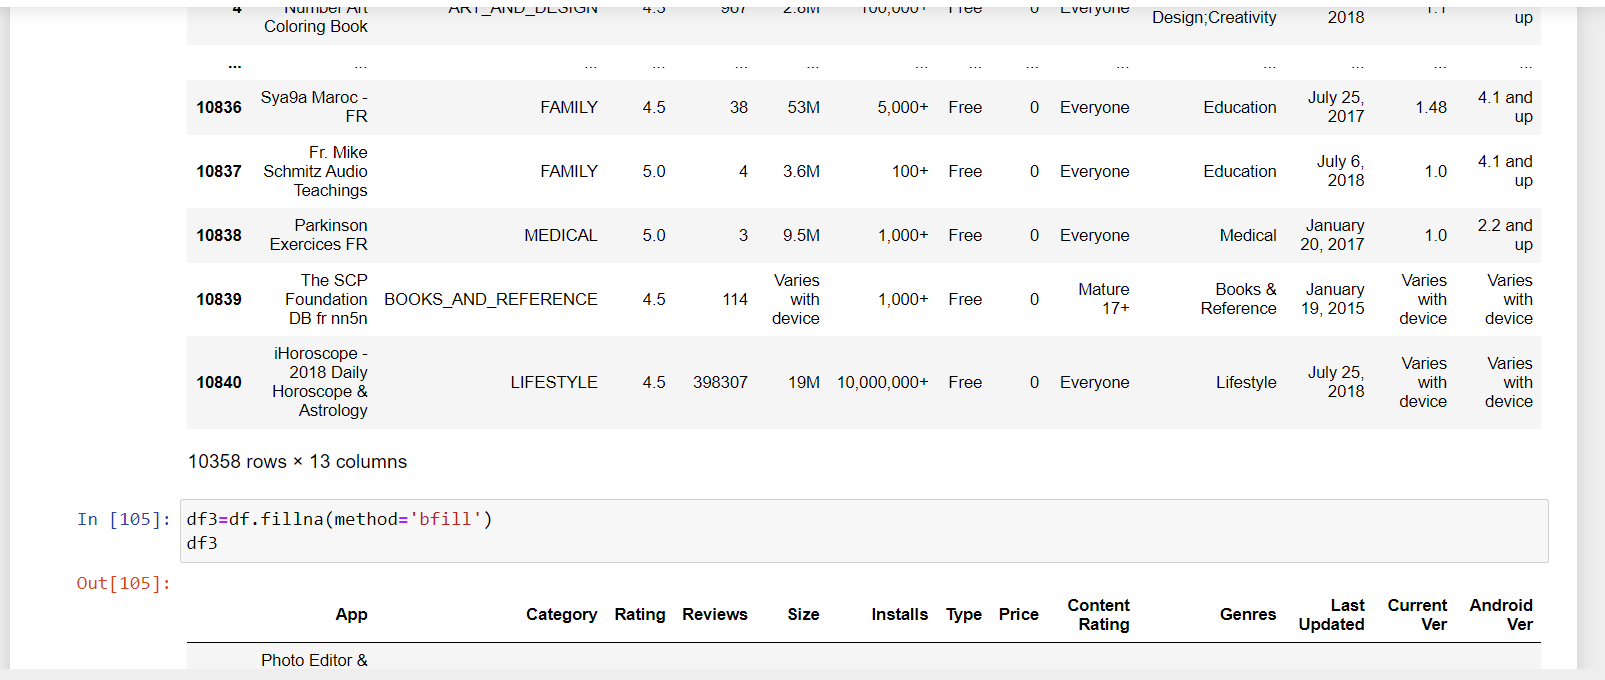 4 Number Art ART_AND_DESIGN 4.5 967 2.8M 100,000+ Free 0 Everyone 1.1
Coloring Book Design;Creativity 2018 up
... ... ... ... ... ... ... ... ... ... ... ... ... ...
10836 Sya9a Maroc - FR FAMILY 4.5 38 53M 5,000+ Free 0 Everyone Education July 25, 2017 1.48 4.1 and up
10837 Fr. Mike Schmitz Audio Teachings FAMILY 5.0 4 3.6M 100+ Free 0 Everyone Education July 6, 2018 1.0 4.1 and up
10838 Parkinson Exercices FR MEDICAL 5.0 3 9.5M 1,000+ Free 0 Everyone Medical January 20, 2017 1.0 2.2 and up
10839 The SCP Foundation DB fr nn5n BOOKS_AND_REFERENCE 4.5 114 Varies with device 1,000+ Free 0 Mature 17+ Books & Reference January 19, 2015 Varies with device Varies with device
10840 iHoroscope - 2018 Daily Horoscope & Astrology LIFESTYLE 4.5 398307 19M 10,000,000+ Free 0 Everyone Lifestyle July 25, 2018 Varies with device Varies with device
10358 rows × 13 columns
In [105]: df3=df.fillna(method='bfill')
df3
Out[105]:
App Category Rating Reviews Size Installs Type Price Content Rating Genres Last Updated Current Ver Android Ver
Photo Editor &